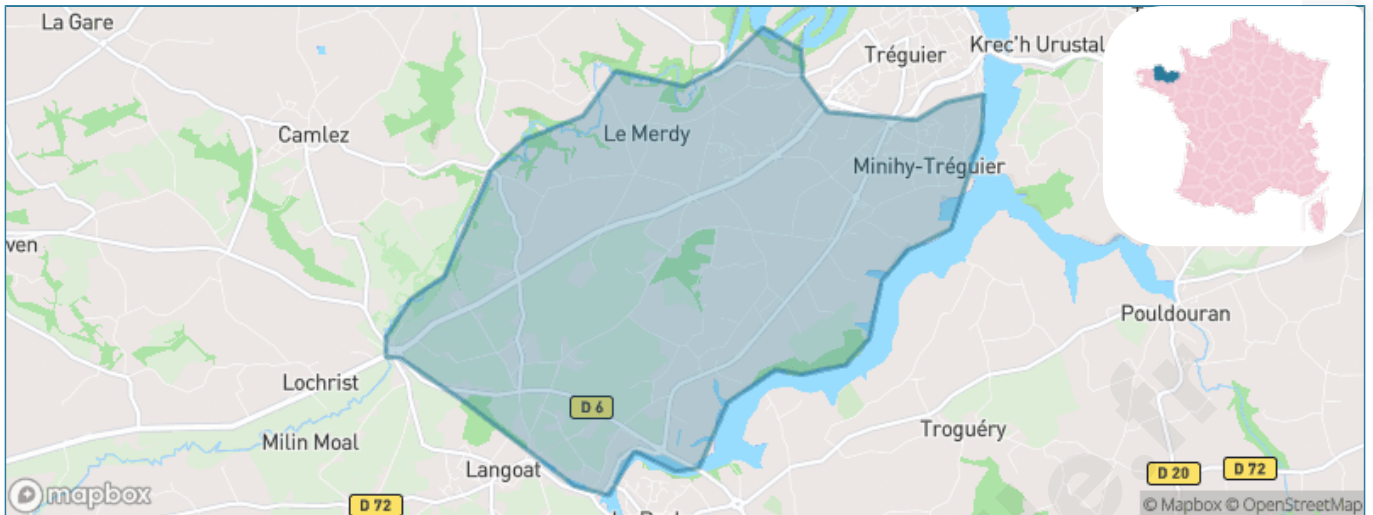 La Gare
Tréguier
Krec'h Urustal
Camlez
Le Merdy
Minihy-Tréguier
ven
Pouldouran
Lochrist
D 6
Milin Moal
Troguéry
Langoat
D 20
D 72
D 72
mapbox
© Mapbox © OpenStreetMap